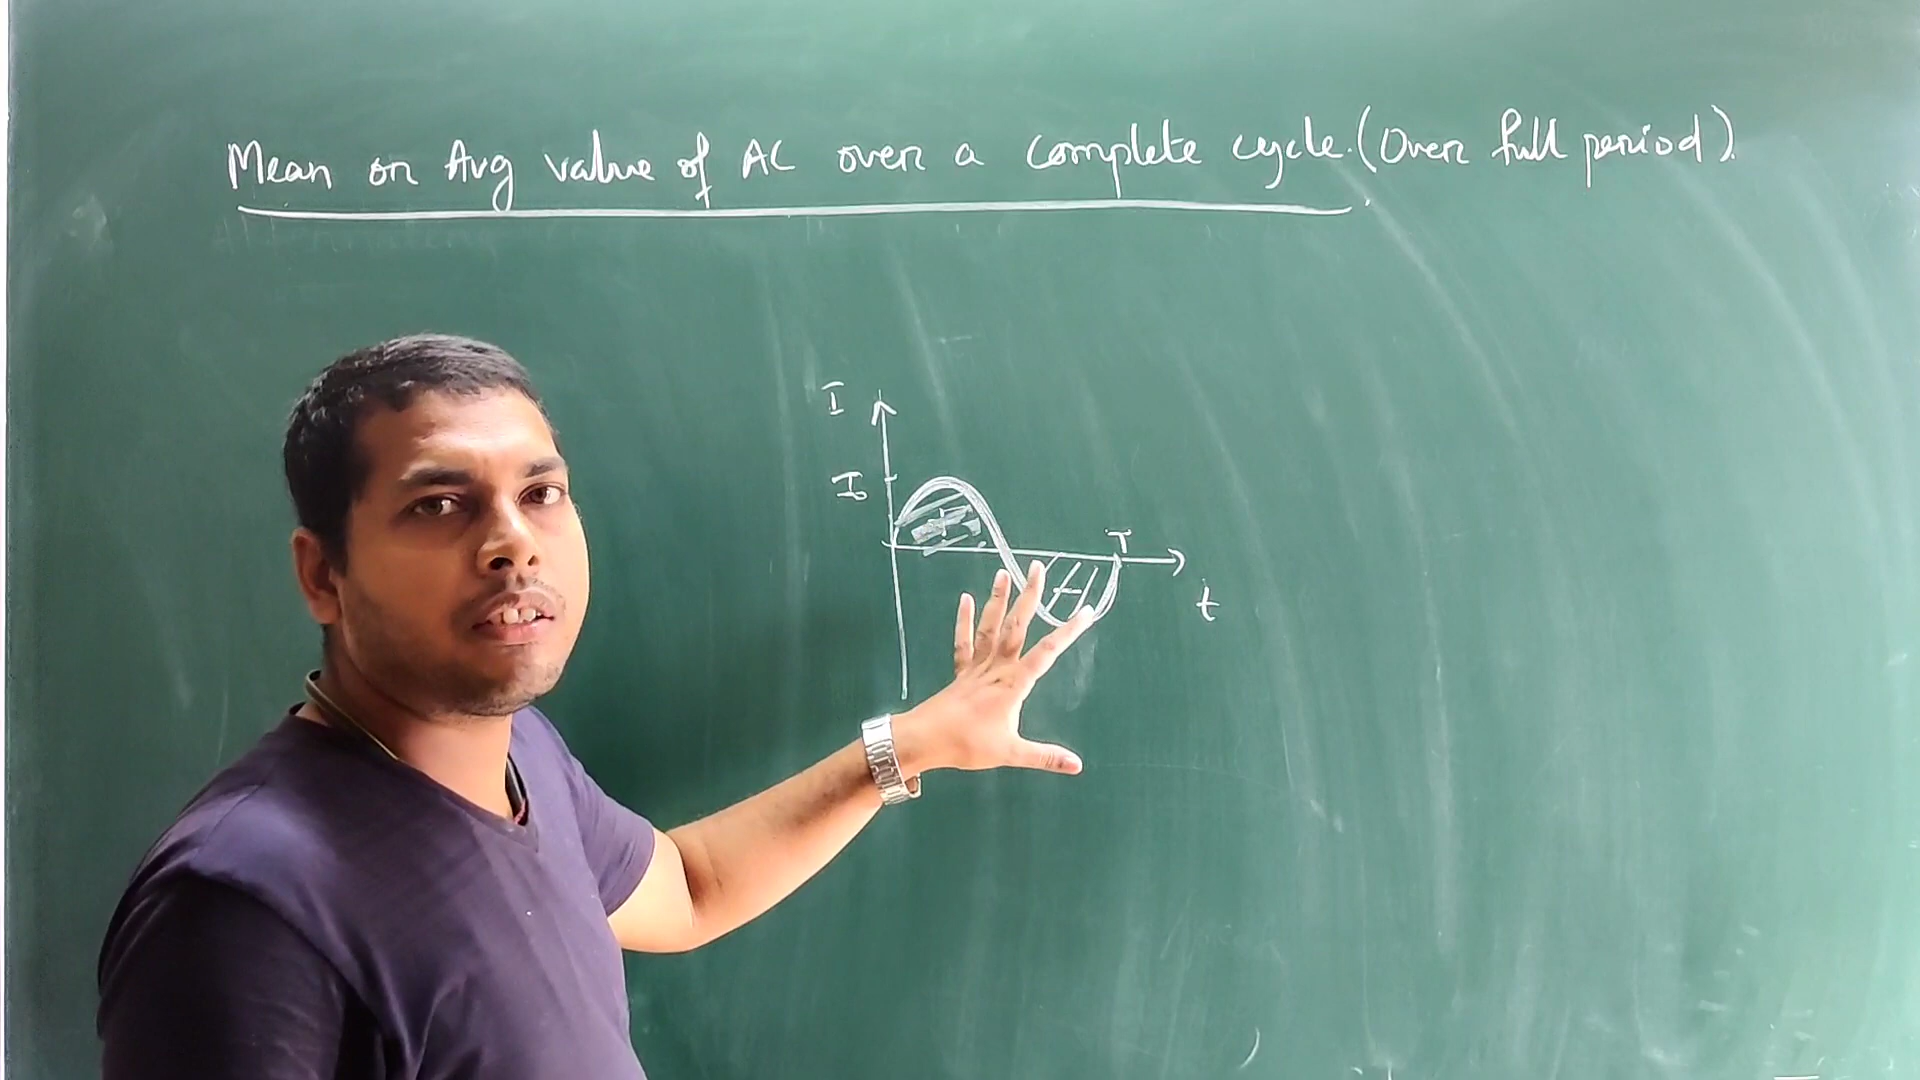 Mean or Avg value of AC over a complete cycle. (Over full period).
I
I₀
+
T
-
t